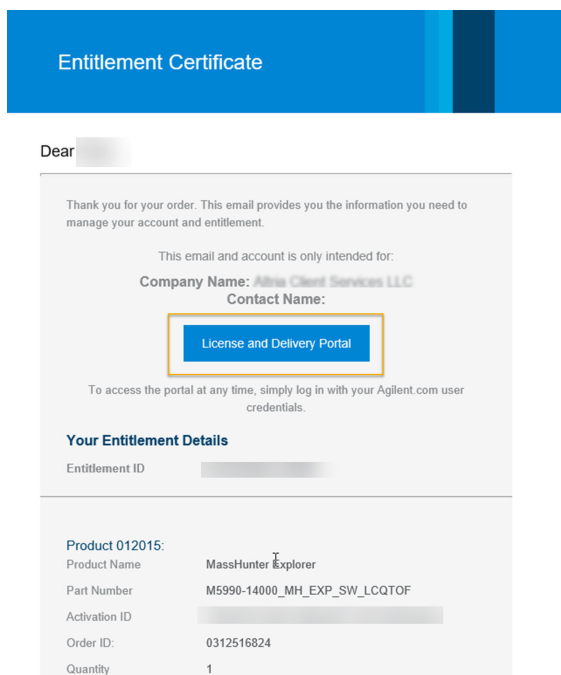 Entitlement Certificate
Dear
Thank you for your order. This email provides you the information you need to
manage your account and entitlement.
This email and account is only intended for:
Company Name:
Contact Name:
License and Delivery Portal
To access the portal at any time, simply log in with your Agilent.com user
credentials.
Your Entitlement Details
Entitlement ID
Product 012015:
Product Name MassHunter Explorer
Part Number M5990-14000_MH_EXP_SW_LCQTOF
Activation ID
Order ID: 0312516824
Quantity 1